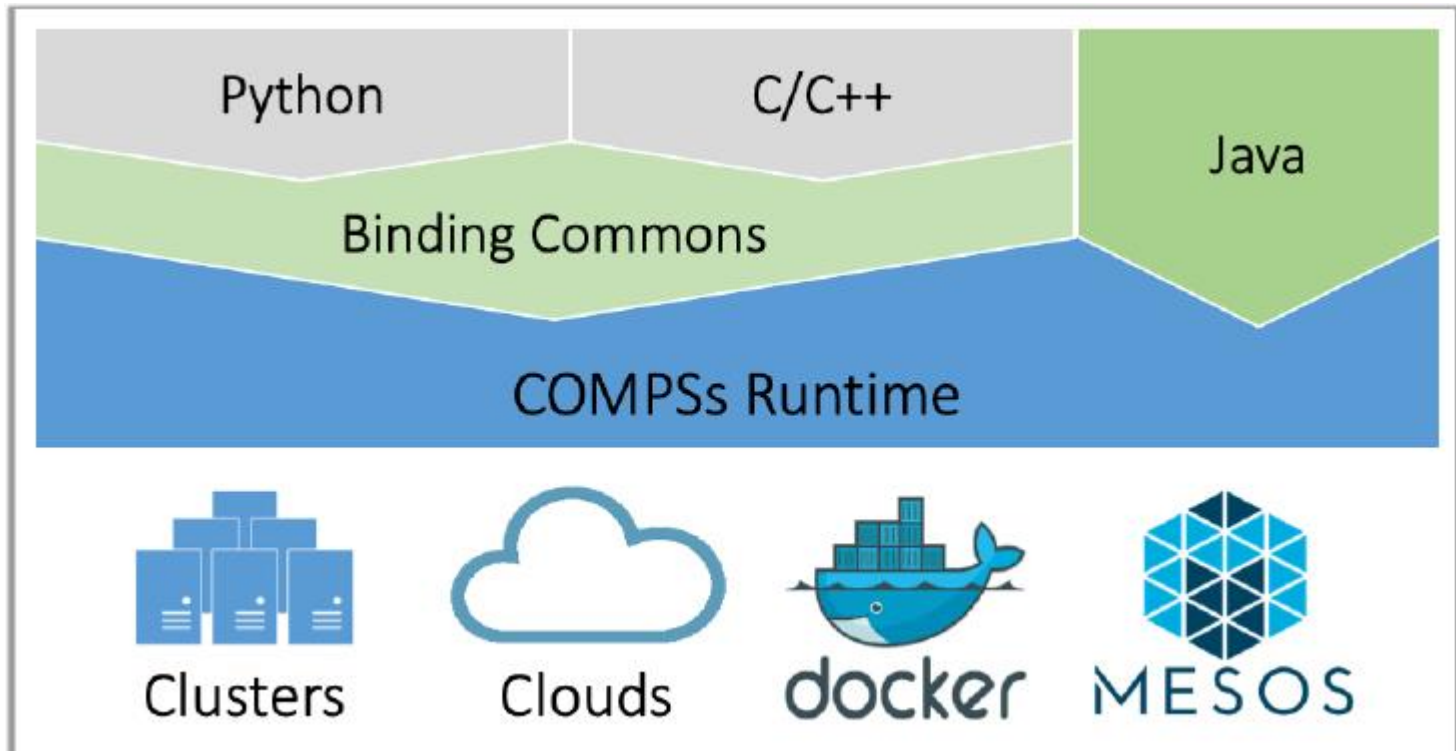 Python
C/C++
Java
Binding Commons
COMPSs Runtime
Clusters
Clouds
docker
MESOS